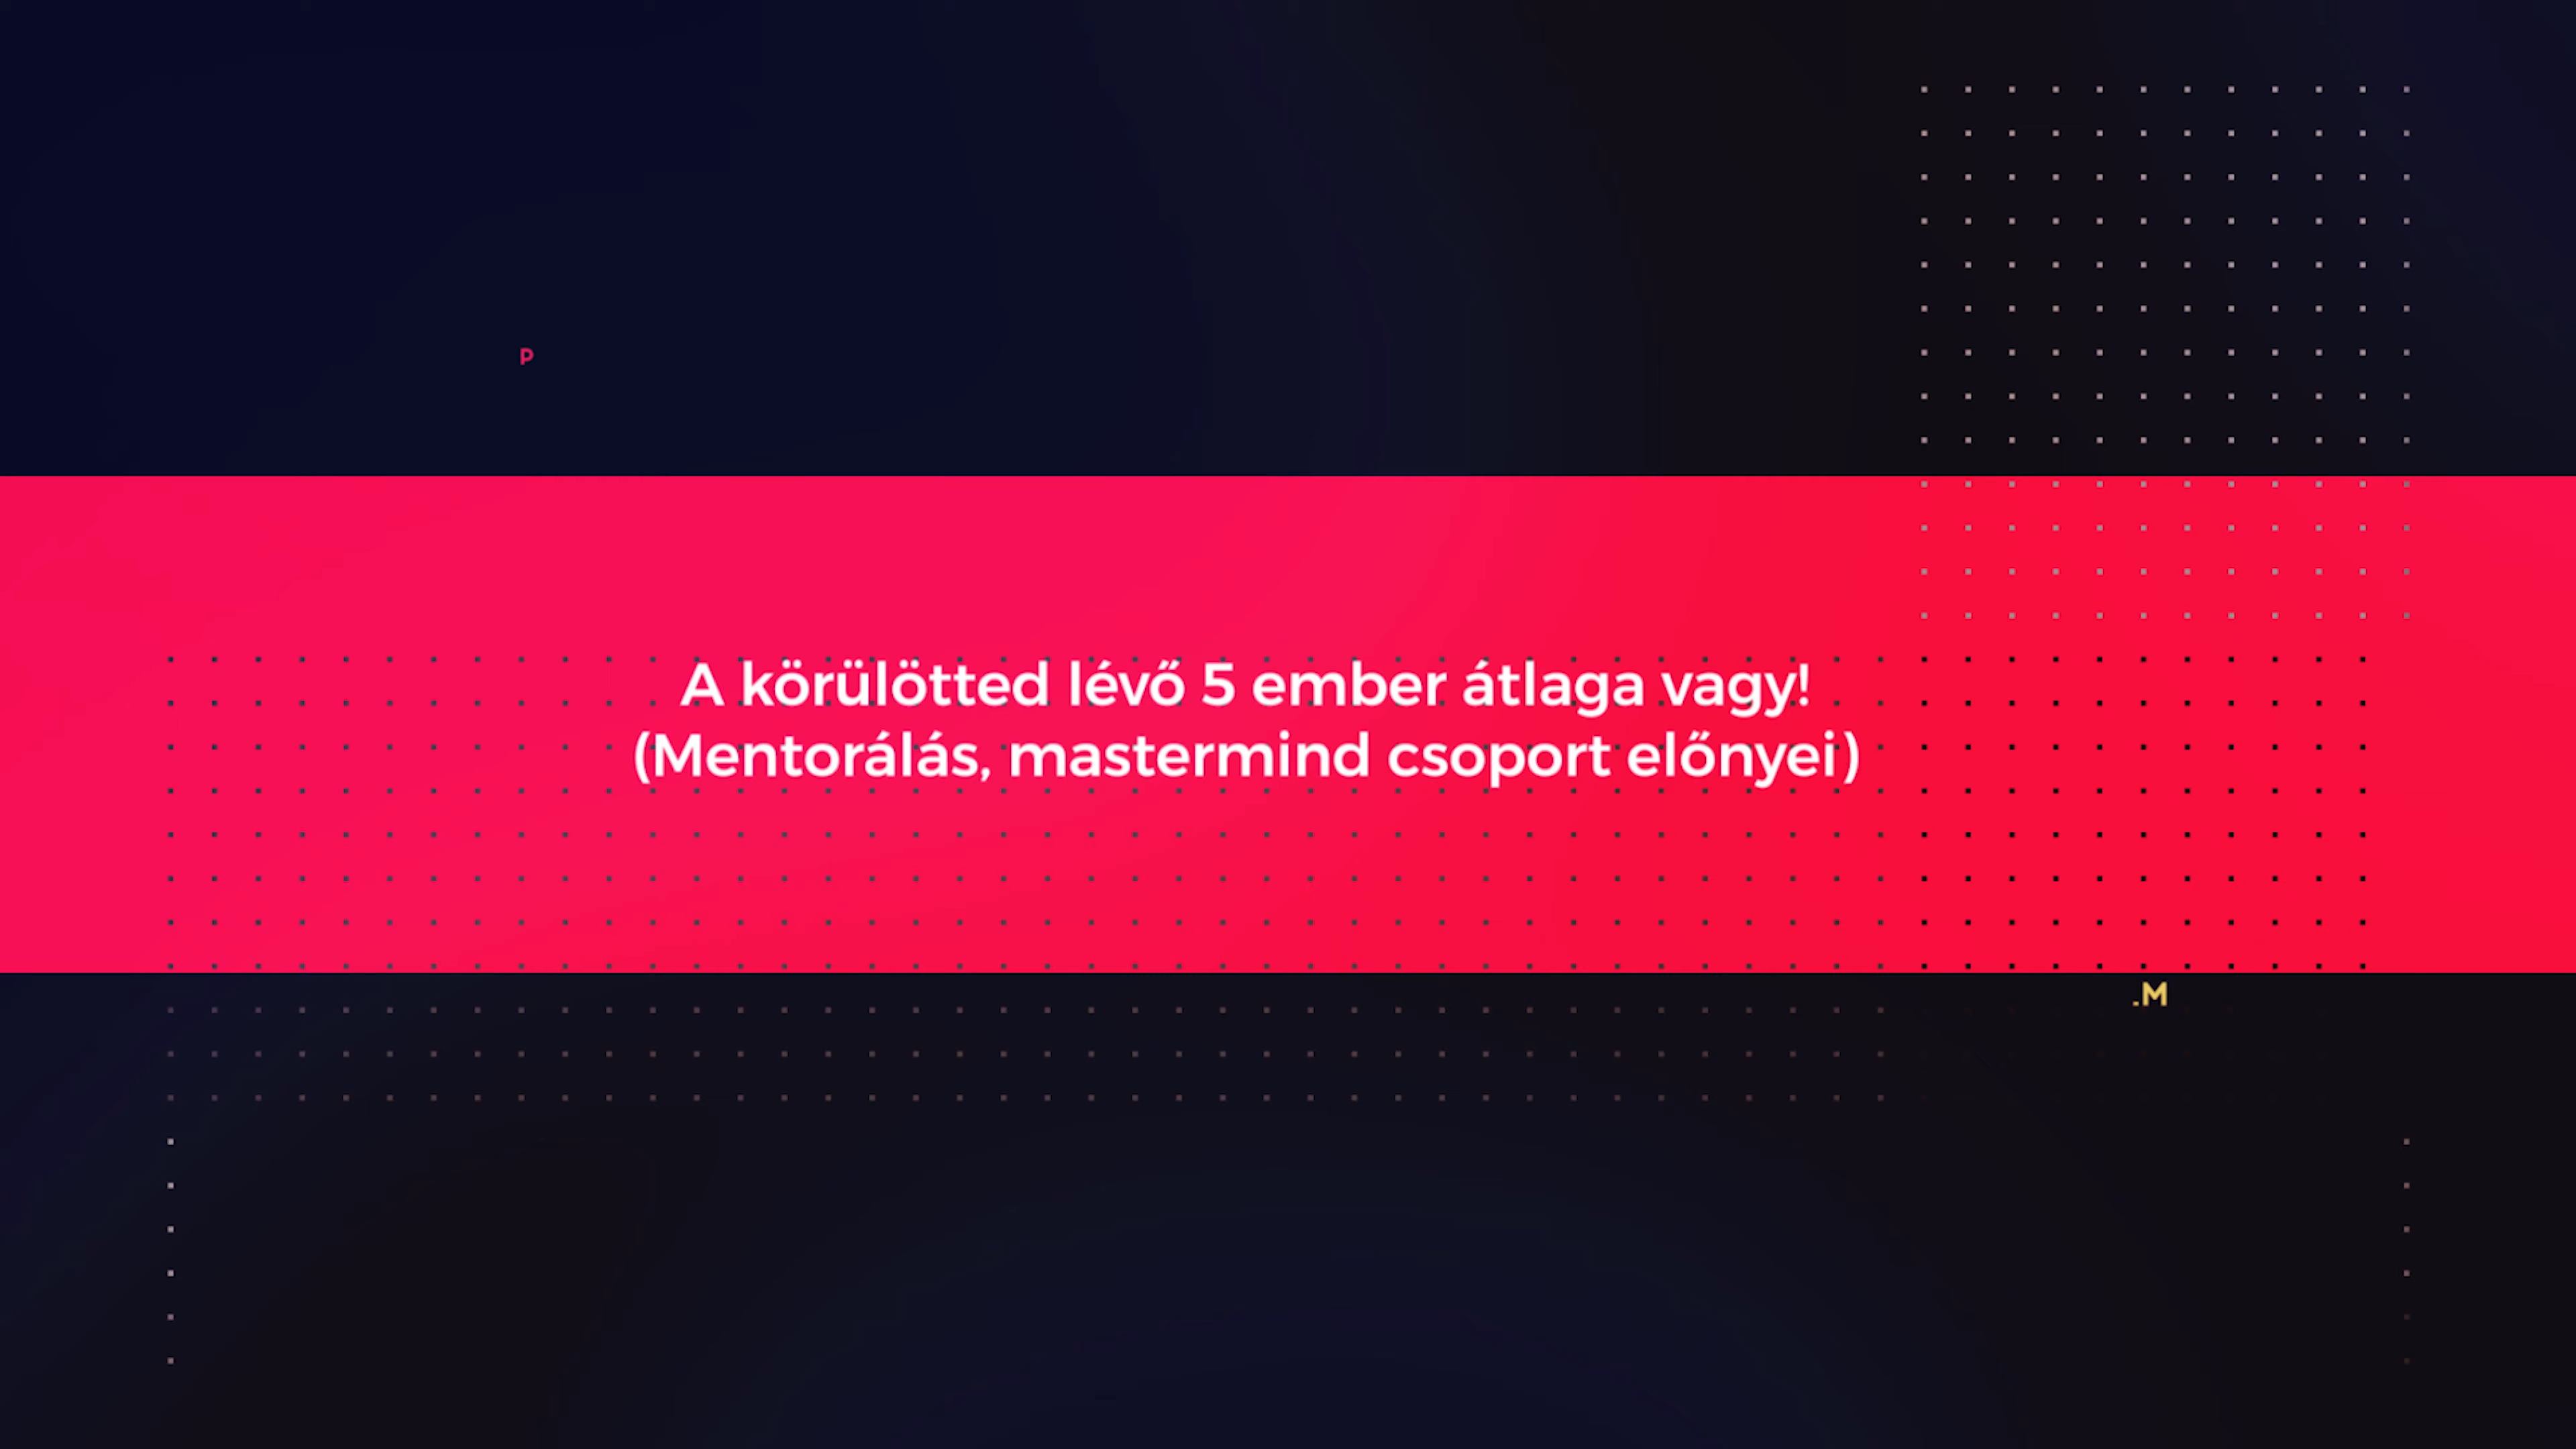 P
A körülötted lévő 5 ember átlaga vagy!
(Mentorálás, mastermind csoport előnyei)
.M